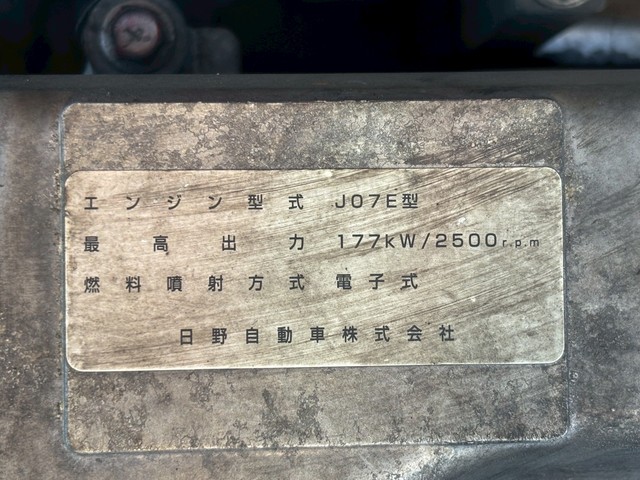 エンジン型式 J07E型
最高出力 177kW/2500r.p.m
燃料噴射方式 電子式
日野自動車株式会社